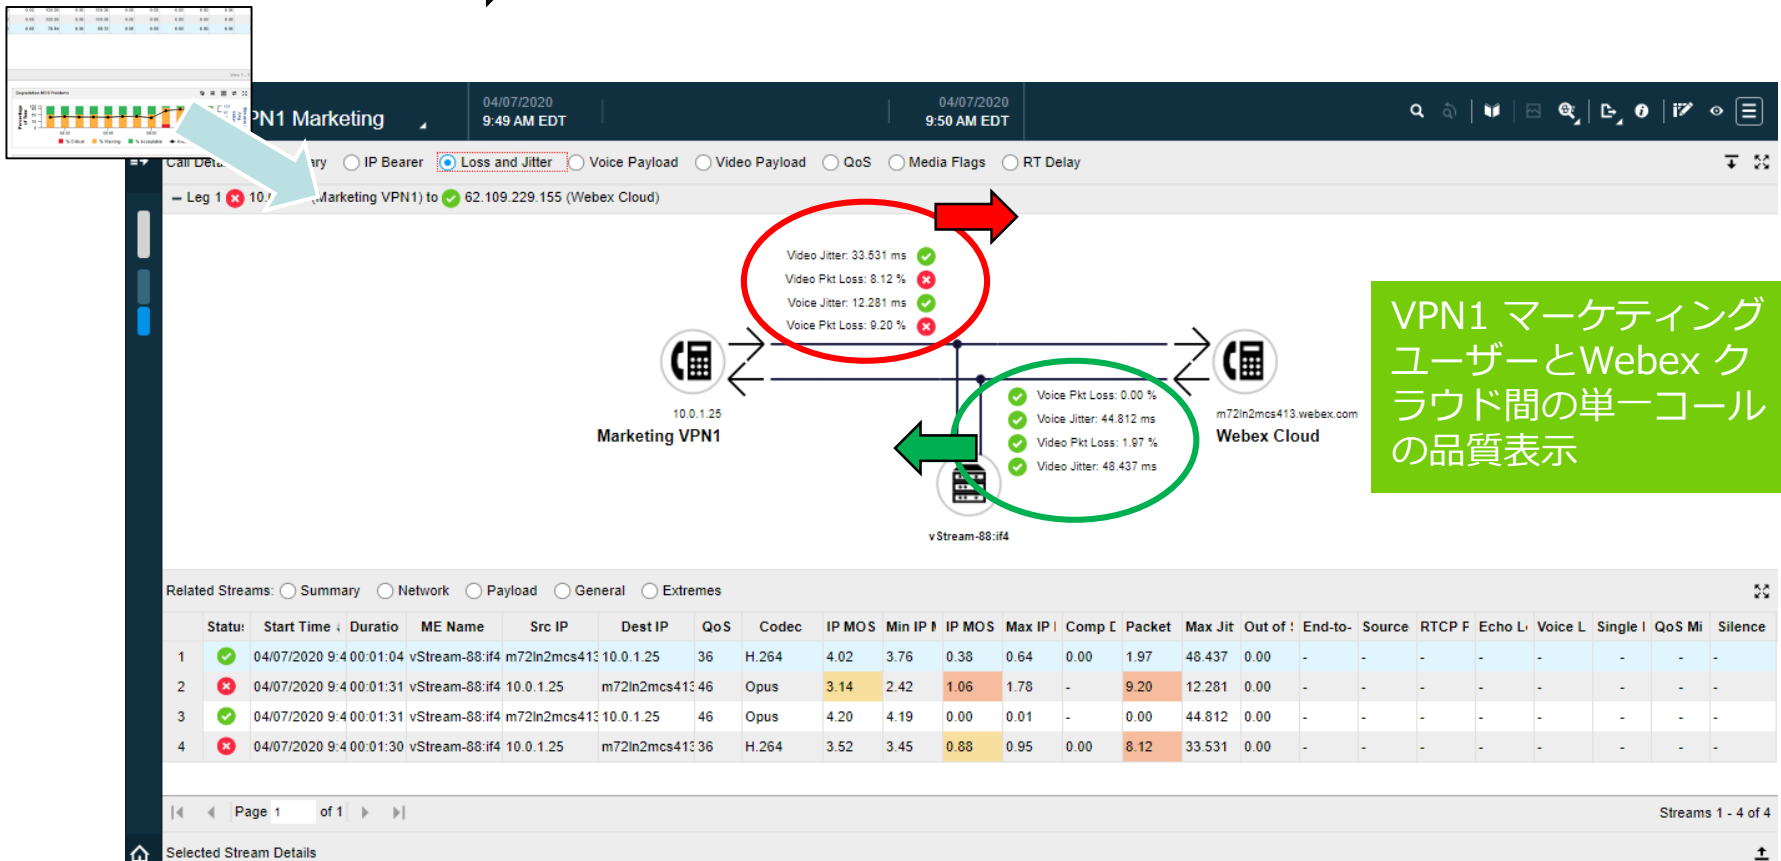 Degradation MOS Problems
% Critical % Warning % Acceptable
PN1 Marketing
04/07/2020
9:49 AM EDT
04/07/2020
9:50 AM EDT
IP Bearer Loss and Jitter Voice Payload Video Payload QoS Media Flags RT Delay
Leg 1 (Marketing VPN1) to 62.109.229.155 (Webex Cloud)
Video Jitter: 33.531 ms
Video Pkt Loss: 8.12 %
Voice Jitter: 12.281 ms
Voice Pkt Loss: 9.20 %
VPN1 マーケティング
ユーザーとWebex ク
ラウド間の単一コール
の品質表示
10.0.1.25
Marketing VPN1
Voice Pkt Loss: 0.00 %
Voice Jitter: 44.812 ms
Video Pkt Loss: 1.97 %
Video Jitter: 48.437 ms
m72ln2mcs413.webex.com
Webex Cloud
vStream-88:if4
Related Streams: Summary Network Payload General Extremes
Status Start Time Duratio ME Name Src IP Dest IP QoS Codec IP MOS Min IP M IP MOS Max IP Comp D Packet Max Jit Out of End-to- Source RTCP F Echo L Voice L Single QoS Mi Silence
1 04/07/2020 9:4 00:01:04 vStream-88:if4 m72ln2mcs413 10.0.1.25 36 H.264 4.02 3.76 0.38 0.64 0.00 1.97 48.437 0.00 - - - - - - - -
2 04/07/2020 9:4 00:01:31 vStream-88:if4 10.0.1.25 m72ln2mcs413 46 Opus 3.14 2.42 1.06 1.78 - 9.20 12.281 0.00 - - - - - - - -
3 04/07/2020 9:4 00:01:31 vStream-88:if4 m72ln2mcs413 10.0.1.25 46 Opus 4.20 4.19 0.00 0.01 - 0.00 44.812 0.00 - - - - - - - -
4 04/07/2020 9:4 00:01:30 vStream-88:if4 10.0.1.25 m72ln2mcs413 36 H.264 3.52 3.45 0.88 0.95 0.00 8.12 33.531 0.00 - - - - - - - -
Page 1 of 1
Streams 1 - 4 of 4
Selected Stream Details